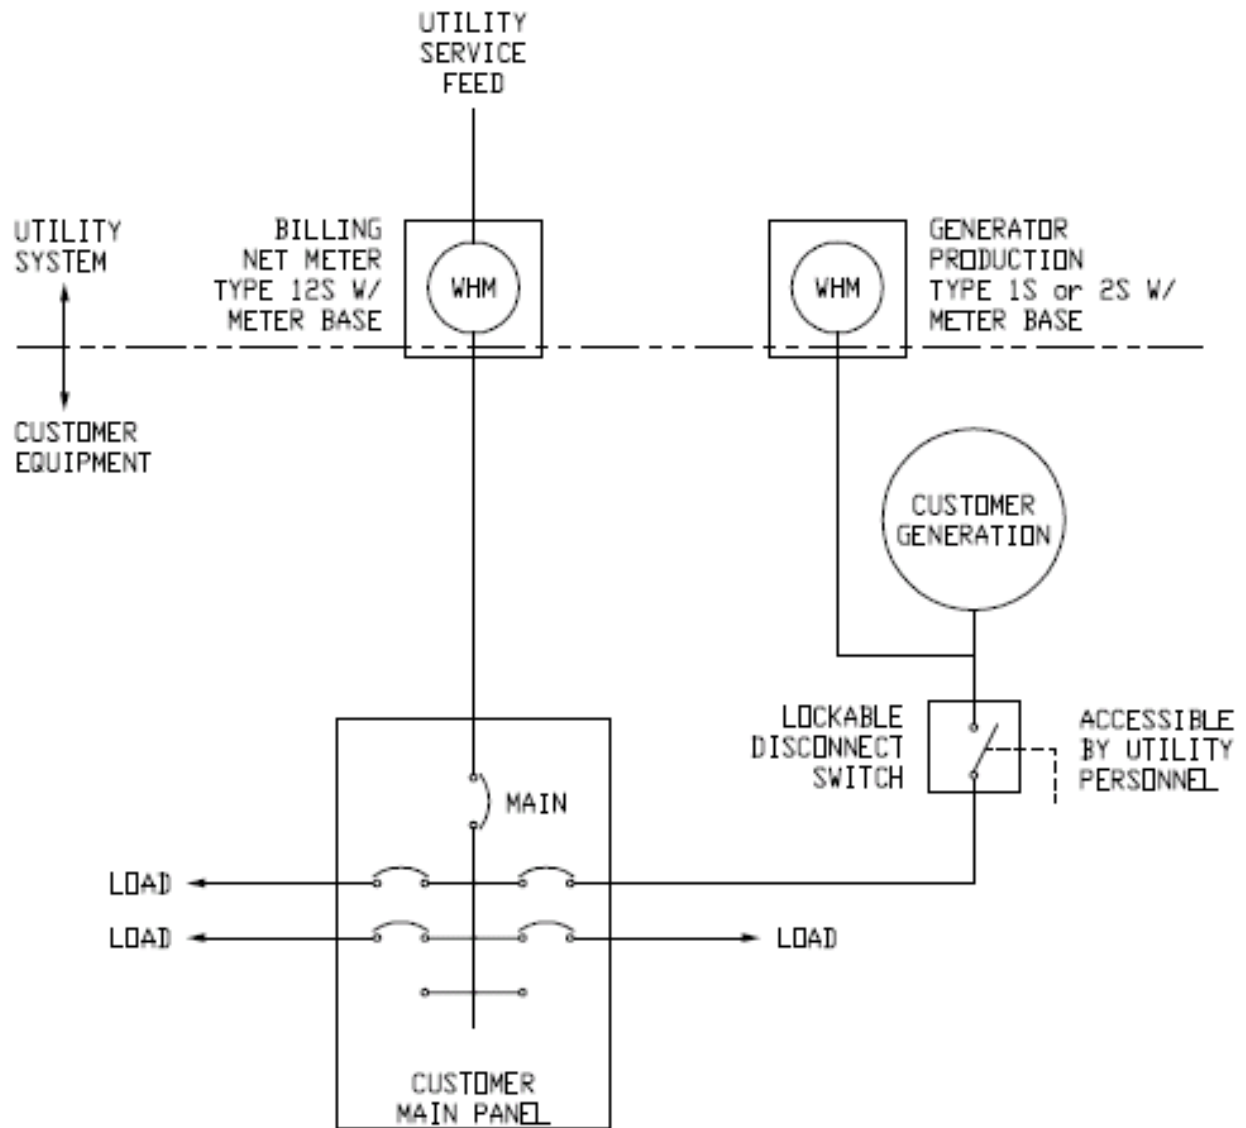 UTILITY
SERVICE
FEED
UTILITY
SYSTEM
BILLING
NET METER
TYPE 12S W/
METER BASE
WHM
WHM
GENERATOR
PRODUCTION
TYPE 1S or 2S W/
METER BASE
CUSTOMER
EQUIPMENT
CUSTOMER
GENERATION
LOCKABLE
DISCONNECT
SWITCH
ACCESSIBLE
BY UTILITY
PERSONNEL
MAIN
LOAD
LOAD
LOAD
CUSTOMER
MAIN PANEL